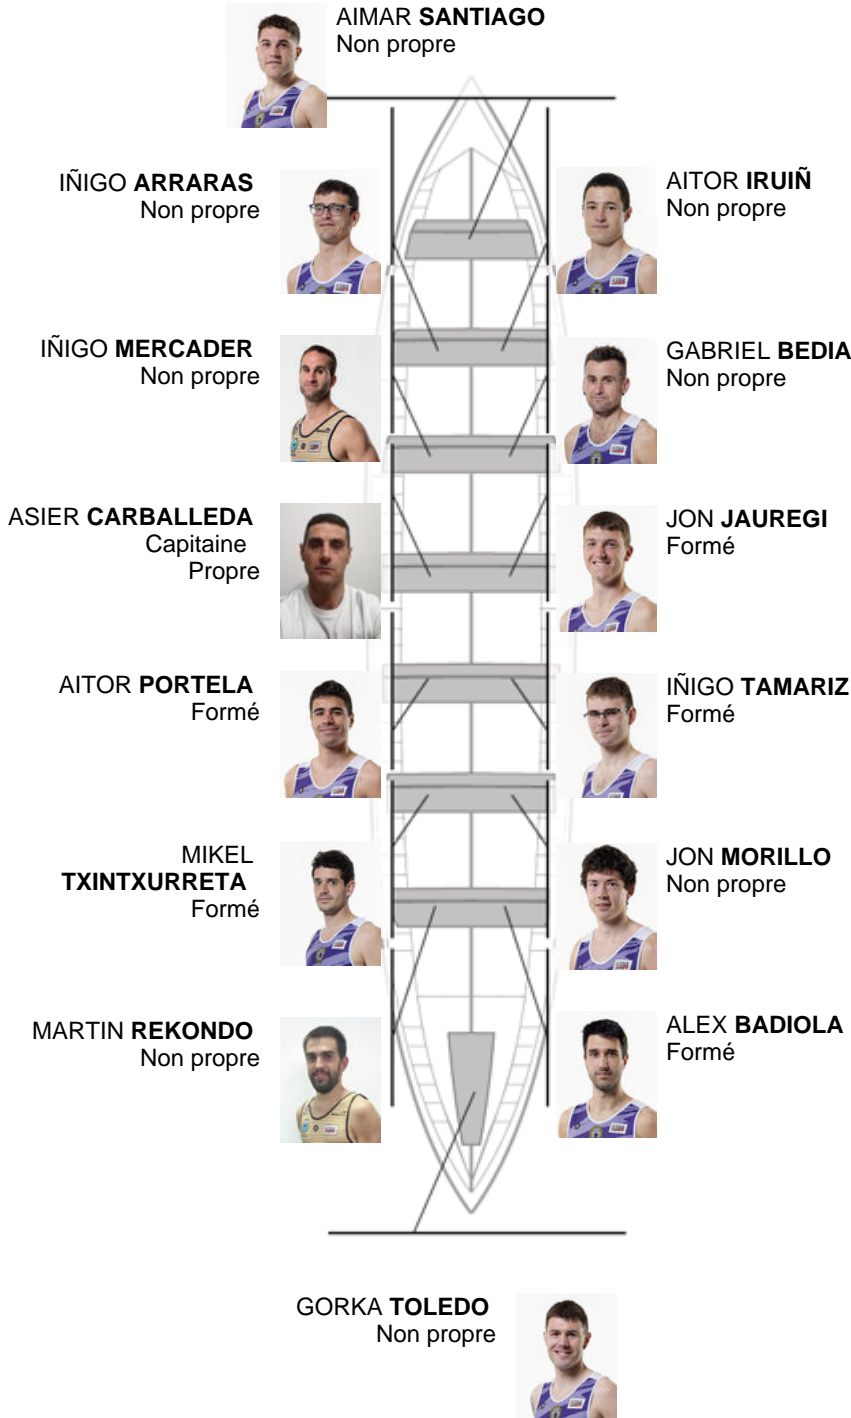 AIMAR SANTIAGO
Non propre
IÑIGO ARRARAS
Non propre
AITOR IRUIÑ
Non propre
IÑIGO MERCADER
Non propre
GABRIEL BEDIA
Non propre
ASIER CARBALLEDA
Capitaine
Propre
JON JAUREGI
Formé
AITOR PORTELA
Formé
IÑIGO TAMARIZ
Formé
MIKEL
TXINTXURRETA
Formé
JON MORILLO
Non propre
MARTIN REKONDO
Non propre
ALEX BADIOLA
Formé
GORKA TOLEDO
Non propre